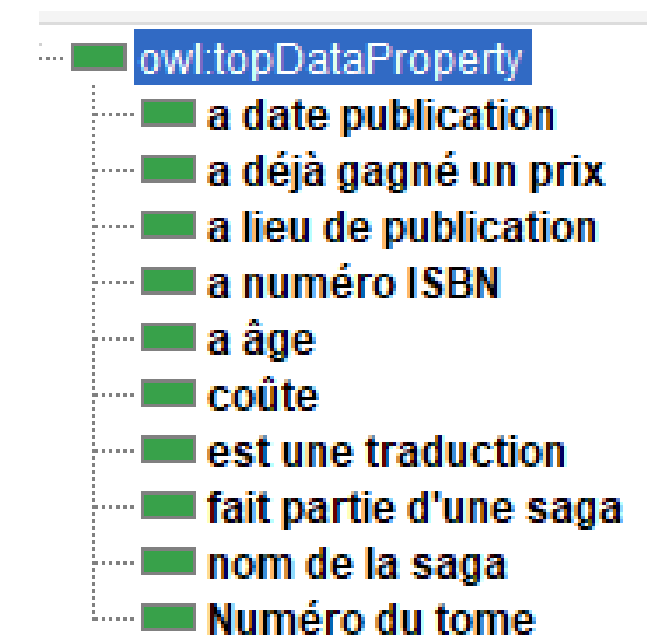 owl:topDataProperty
a date publication
a déjà gagné un prix
a lieu de publication
a numéro ISBN
a âge
coûte
est une traduction
fait partie d'une saga
nom de la saga
Numéro du tome